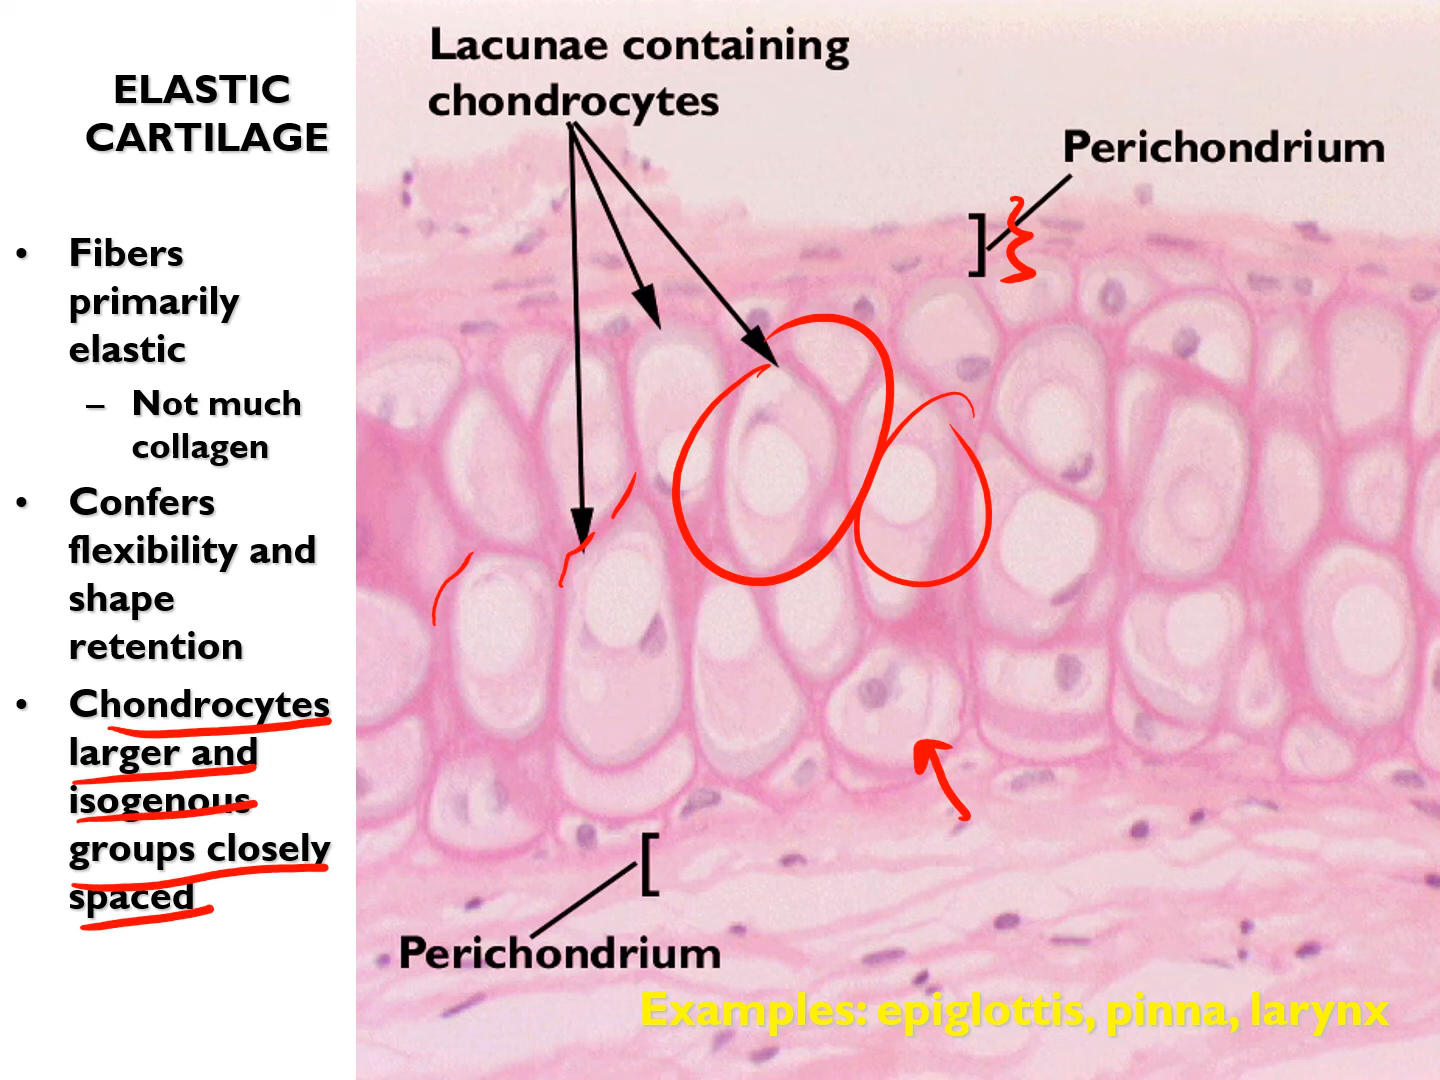 ELASTIC
CARTILAGE
• Fibers
primarily
elastic
– Not much
collagen
• Confers
flexibility and
shape
retention
• Chondrocytes
larger and
isogenous
groups closely
spaced
Lacunae containing
chondrocytes
Perichondrium
Perichondrium
Examples: epiglottis, pinna, larynx